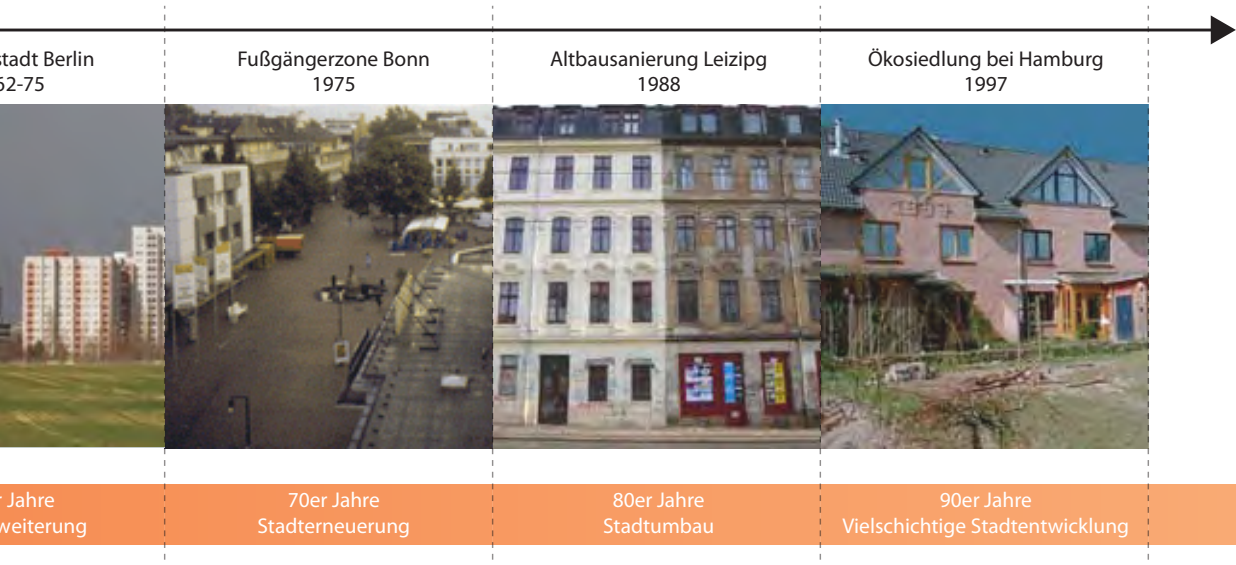 stadt Berlin
62-75
Fußgängerzone Bonn
1975
Altbausanierung Leizipg
1988
Ökosiedlung bei Hamburg
1997
1997
r Jahre
weiterung
70er Jahre
Stadterneuerung
80er Jahre
Stadtumbau
90er Jahre
Vielschichtige Stadtentwicklung